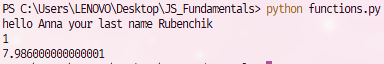 PS C:\Users\LENOVO\Desktop\JS_Fundamentals> python functions.py
hello Anna your last name Rubenchik
1
7.986000000000001